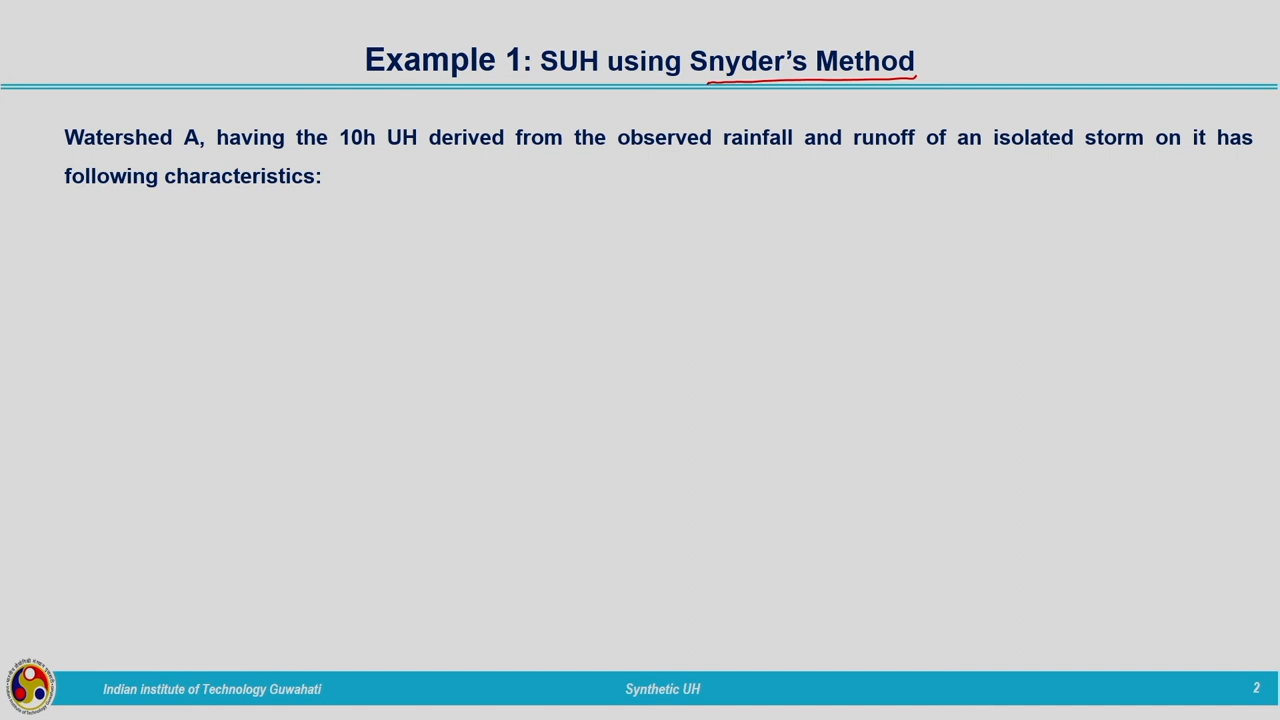 Example 1: SUH using Snyder’s Method
Watershed A, having the 10h UH derived from the observed rainfall and runoff of an isolated storm on it has
following characteristics:
Indian institute of Technology Guwahati
Synthetic UH
2